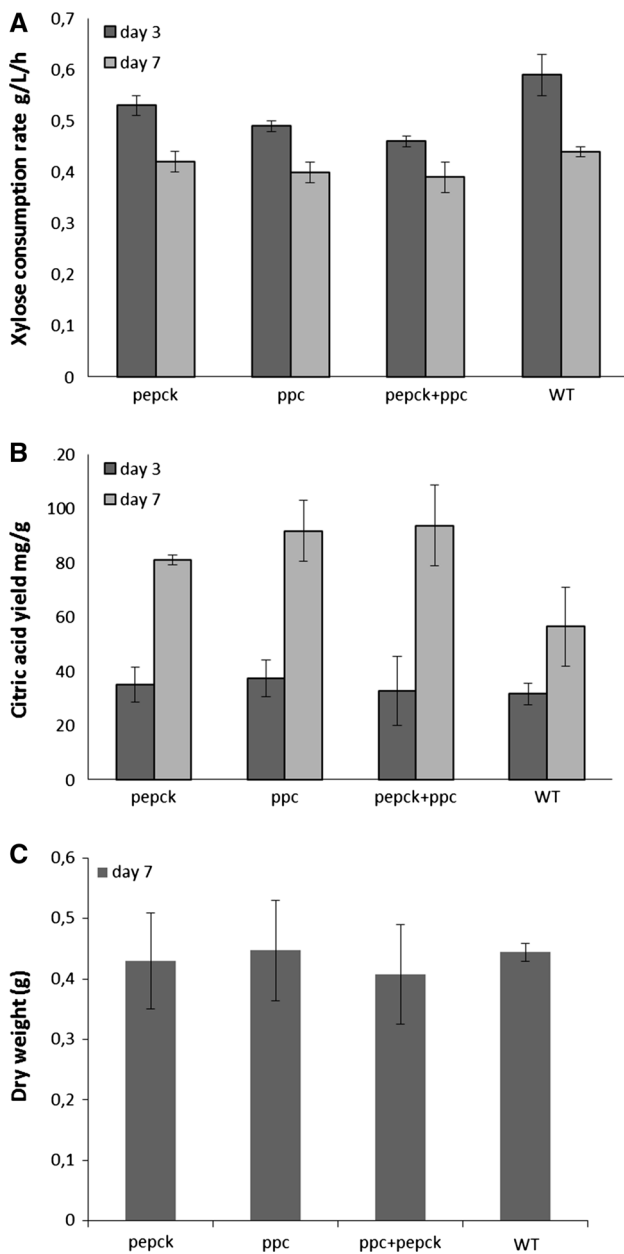 A
Xylose consumption rate g/L/h
0,7
0,6
0,5
0,4
0,3
0,2
0,1
0
day 3
day 7
pepck
ppc
pepck+ppc
WT
B
Citric acid yield mg/g
.20
100
80
60
40
20
0
day 3
day 7
pepck
ppc
pepck+ppc
WT
C
Dry weight (g)
0,6
0,5
0,4
0,3
0,2
0,1
0
day 7
pepck
ppc
ppc+pepck
WT